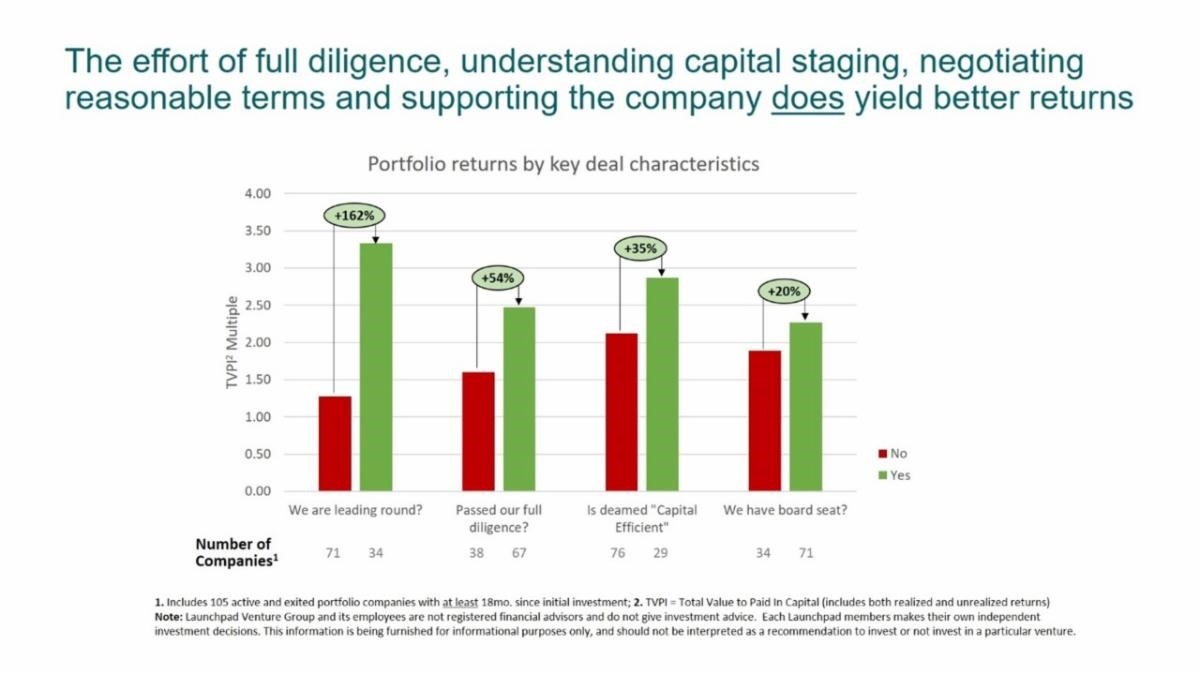 The effort of full diligence, understanding capital staging, negotiating
reasonable terms and supporting the company does yield better returns
Portfolio returns by key deal characteristics
TVPI² Multiple
4.00
3.50
3.00
2.50
2.00
1.50
1.00
0.50
0.00
+162%
+54%
+35%
+20%
No
Yes
We are leading round?
Passed our full
diligence?
Is deamed "Capital
Efficient"
We have board seat?
Number of
Companies¹
71 34
38 67
76 29
34 71
1. Includes 105 active and exited portfolio companies with at least 18mo. since initial investment; 2. TVPI = Total Value to Paid In Capital (includes both realized and unrealized returns)
Note: Launchpad Venture Group and its employees are not registered financial advisors and do not give investment advice. Each Launchpad members makes their own independent
investment decisions. This information is being furnished for informational purposes only, and should not be interpreted as a recommendation to invest or not invest in a particular venture.